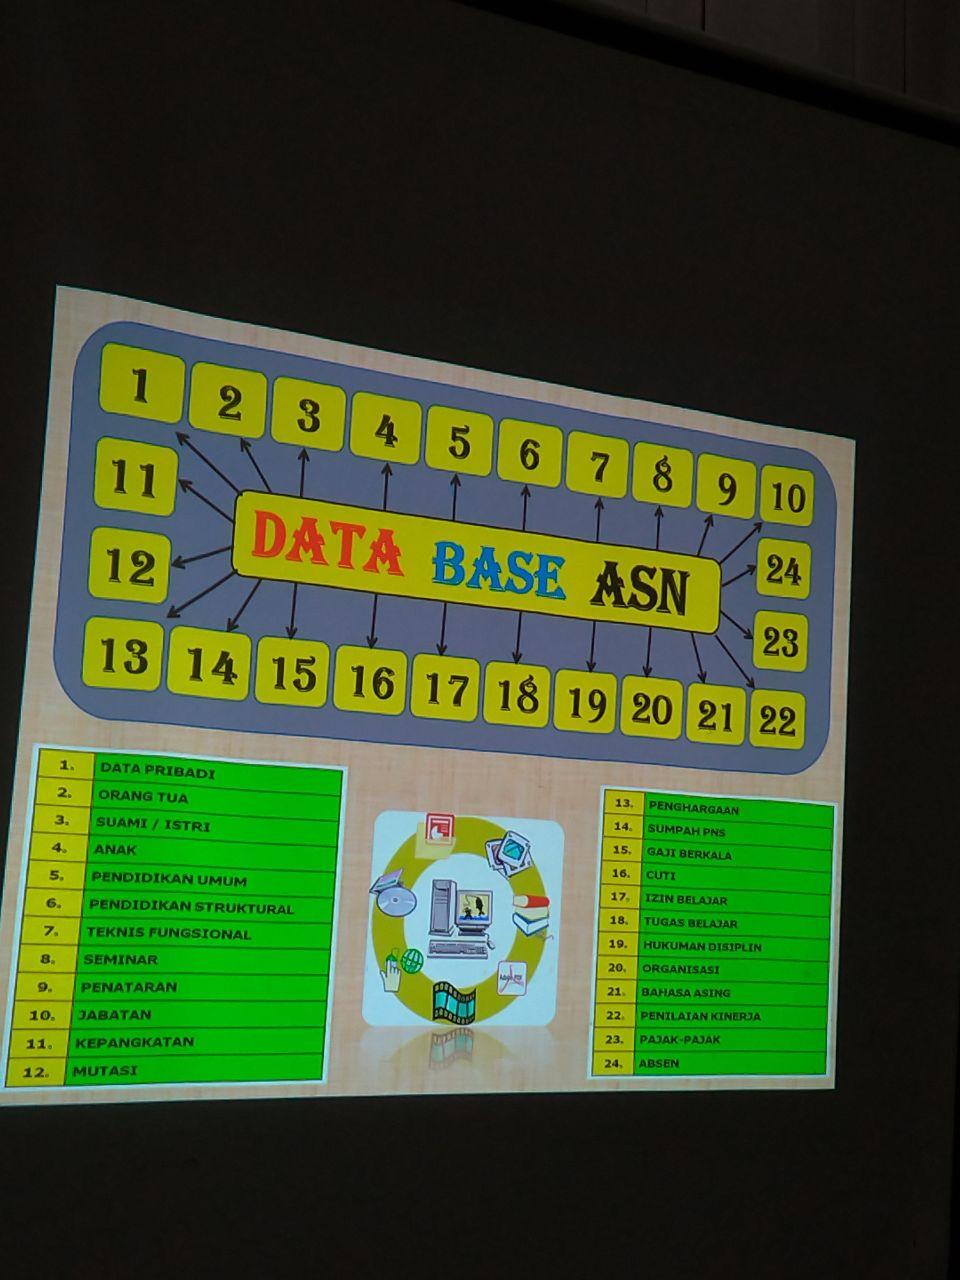 1 2 3 4 5 6 7 8 9 10
11
12
DATA BASE ASN
24
23
13 14 15 16 17 18 19 20 21 22
1. DATA PRIBADI
2. ORANG TUA
3. SUAMI / ISTRI
4. ANAK
5. PENDIDIKAN UMUM
6. PENDIDIKAN STRUKTURAL
7. TEKNIS FUNGSIONAL
8. SEMINAR
9. PENATARAN
10. JABATAN
11. KEPANGKATAN
12. MUTASI
13. PENGHARGAAN
14. SUMPAH PNS
15. GAJI BERKALA
16. CUTI
17. IZIN BELAJAR
18. TUGAS BELAJAR
19. HUKUMAN DISIPLIN
20. ORGANISASI
21. BAHASA ASING
22. PENILAIAN KINERJA
23. PAJAK-PAJAK
24. ABSEN